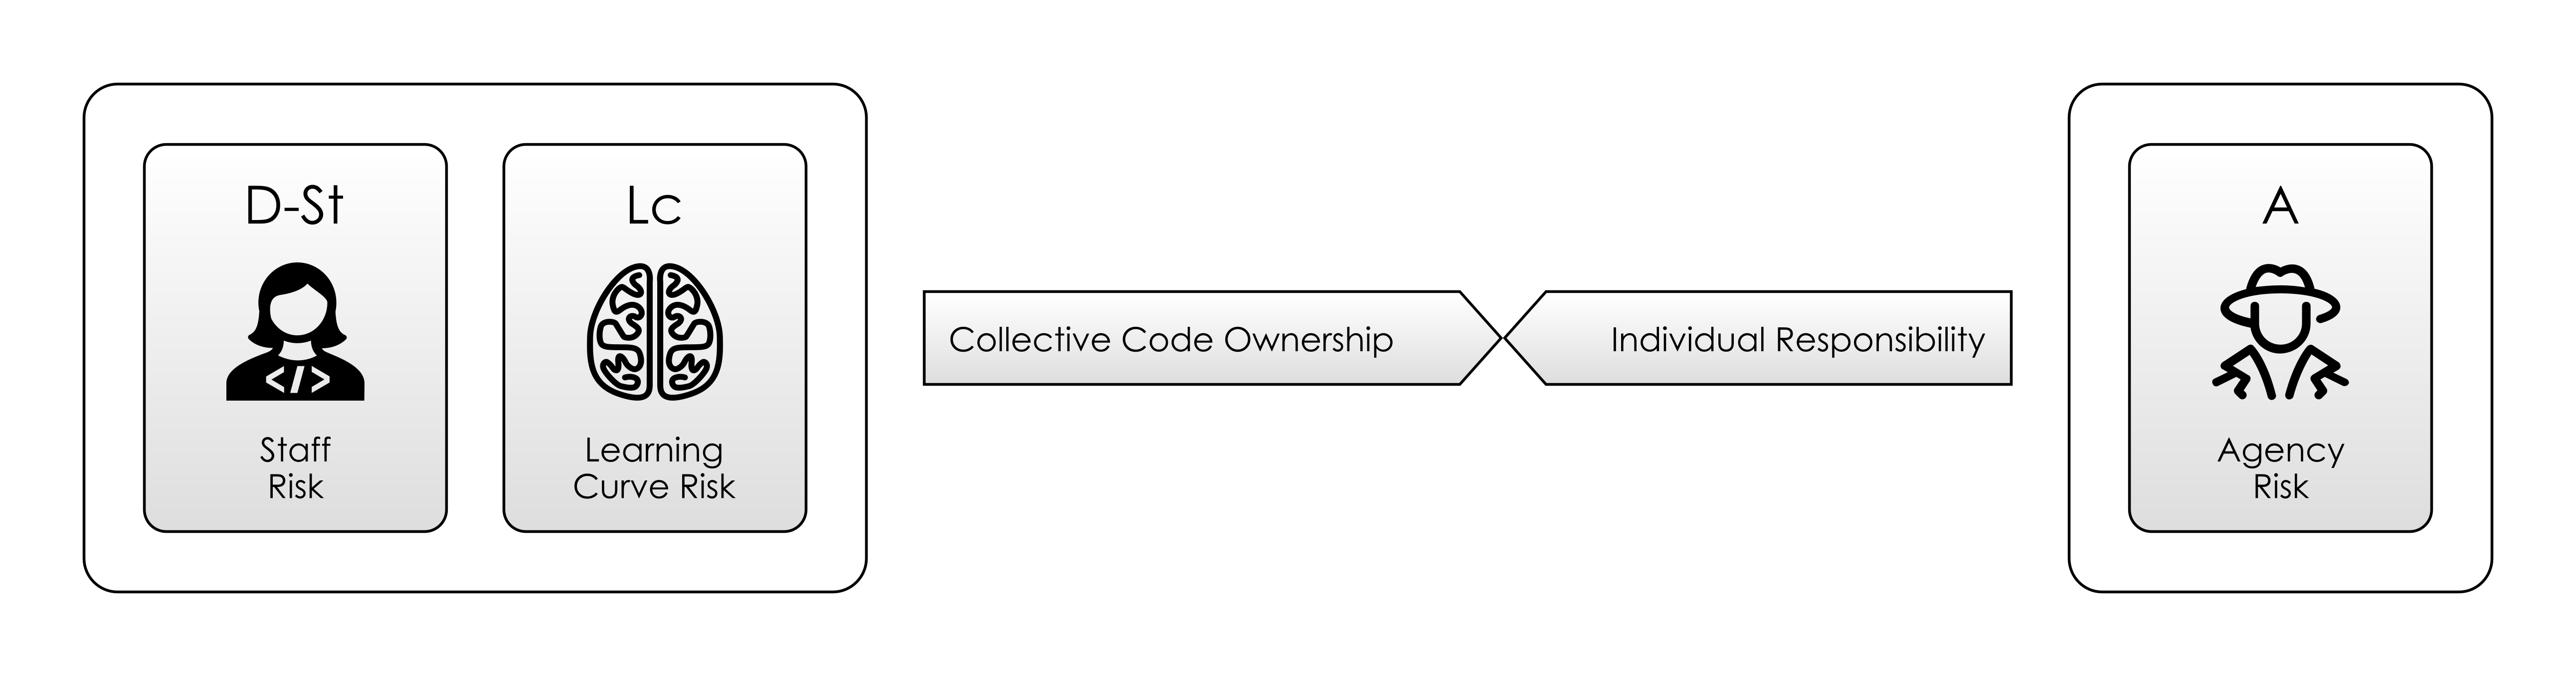 D-St
</>
Staff
Risk
Lc
Learning
Curve Risk
Collective Code Ownership
Individual Responsibility
A
Agency
Risk